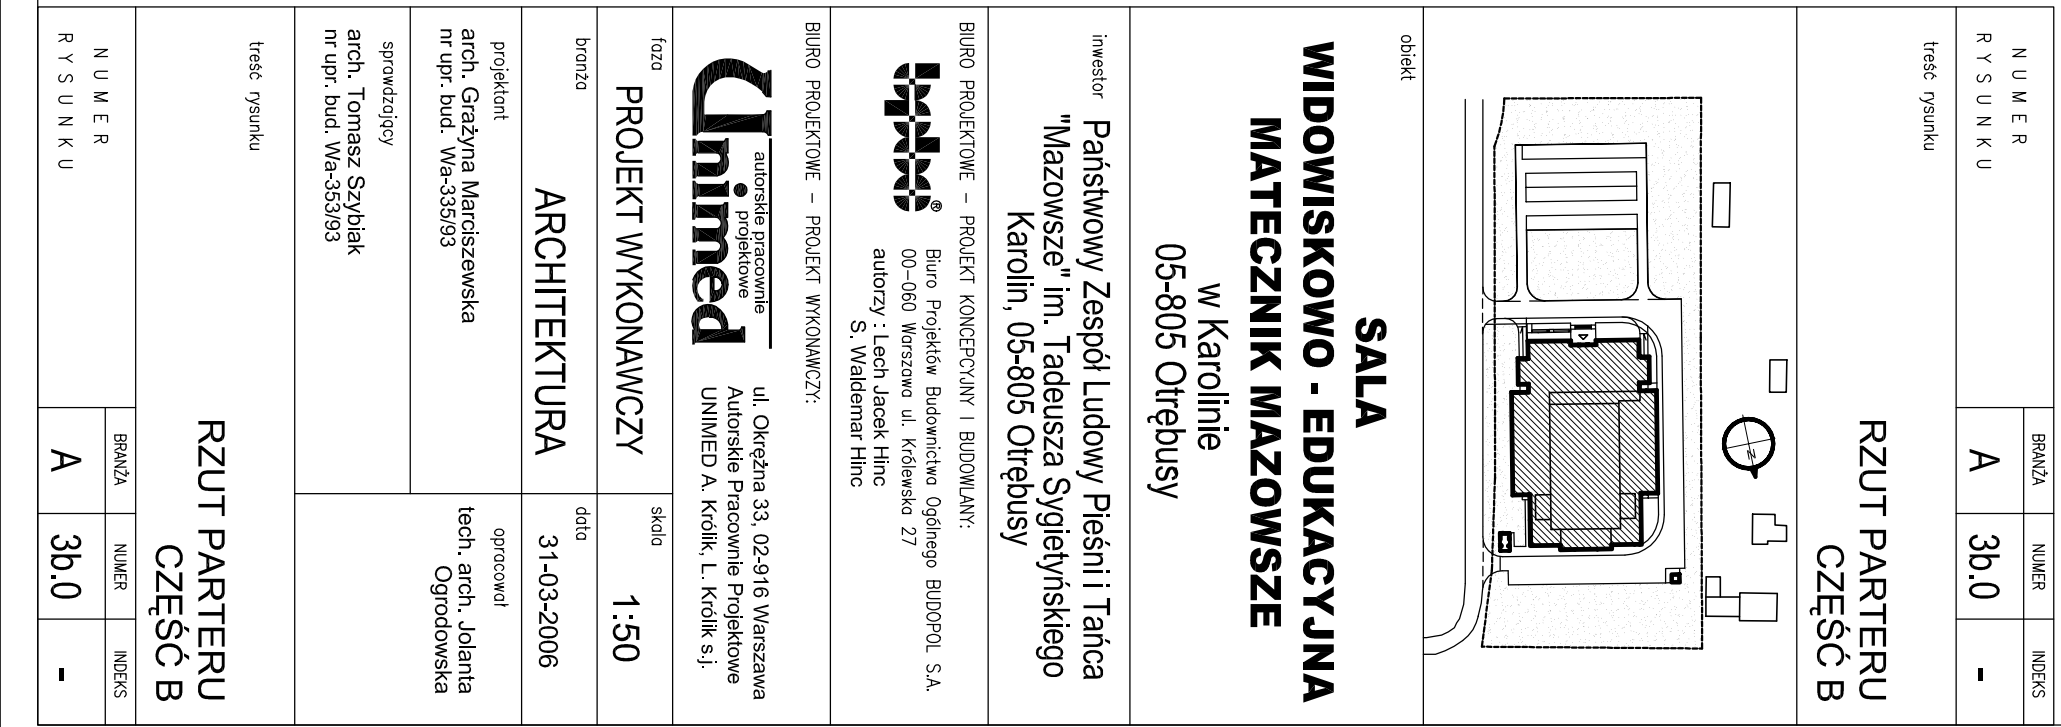 NUMER
RYSUNKU
BRANŻA
NUMER
INDEKS
A
3b.0
-
treść rysunku
RZUT PARTERU
CZĘŚĆ B
N
obiekt
SALA
WIDOWISKOWO - EDUKACYJNA
MATECZNIK MAZOWSZE
w Karolinie
05-805 Otrębusy
inwestor
Państwowy Zespół Ludowy Pieśni i Tańca
"Mazowsze" im. Tadeusza Sygietyńskiego
Karolin, 05-805 Otrębusy
BIURO PROJEKTOWE – PROJEKT KONCEPCYJNY I BUDOWLANY:
®
Biuro Projektów Budownictwa Ogólnego BUDOPOL S.A.
00–060 Warszawa ul. Królewska 27
autorzy : Lech Jacek Hinc
S. Waldemar Hinc
BIURO PROJEKTOWE – PROJEKT WYKONAWCZY:
autorskie pracownie
projektowe
Unimed
ul. Okrężna 33, 02-916 Warszawa
Autorskie Pracownie Projektowe
UNIMED A. Królik, L. Królik s.j.
faza
PROJEKT WYKONAWCZY
skala
1:50
branża
ARCHITEKTURA
data
31-03-2006
projektant
arch. Grażyna Marciszewska
nr upr. bud. Wa-335/93
opracował
tech. arch. Jolanta
Ogrodowska
sprawdzający
arch. Tomasz Szybiak
nr upr. bud. Wa-353/93
treść rysunku
RZUT PARTERU
CZĘŚĆ B
NUMER
RYSUNKU
BRANŻA
NUMER
INDEKS
A
3b.0
-